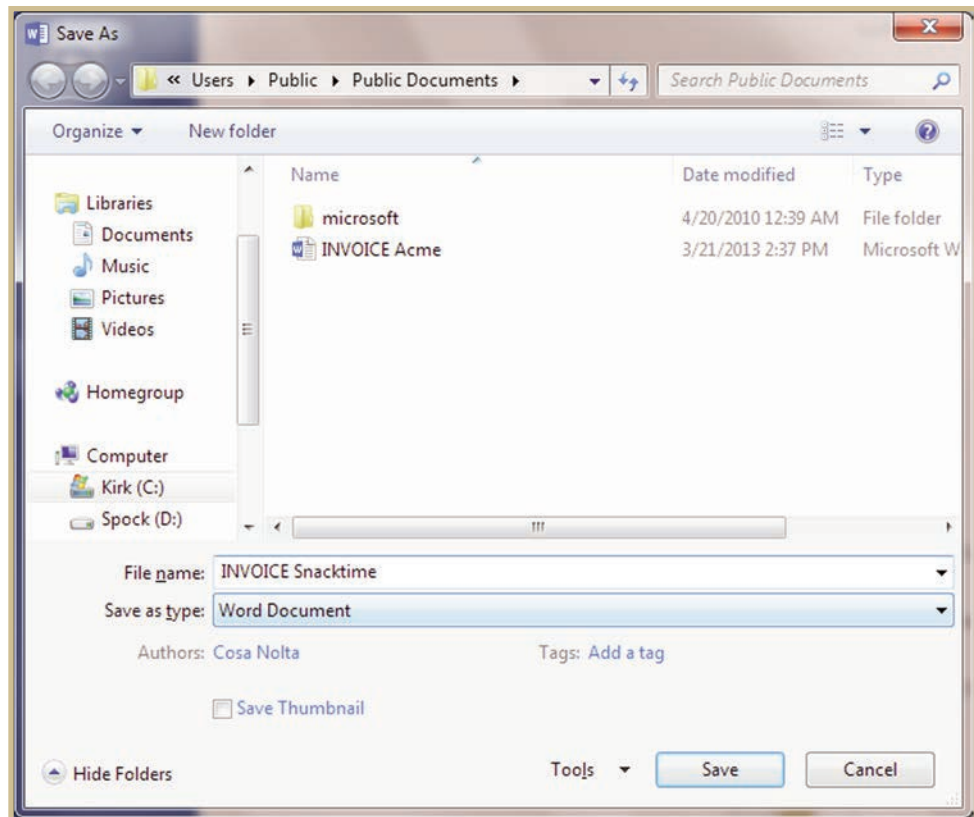 Save As
« Users ▸ Public ▸ Public Documents ▸ Search Public Documents
Organize New folder
Name Date modified Type
Libraries
Documents
Music
Pictures
Videos
Homegroup
Computer
Kirk (C:)
Spock (D:)
microsoft 4/20/2010 12:39 AM File folder
INVOICE Acme 3/21/2013 2:37 PM Microsoft W
File name: INVOICE Snacktime
Save as type: Word Document
Authors: Cosa Nolta Tags: Add a tag
Save Thumbnail
Hide Folders Tools Save Cancel